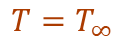 T = T∞